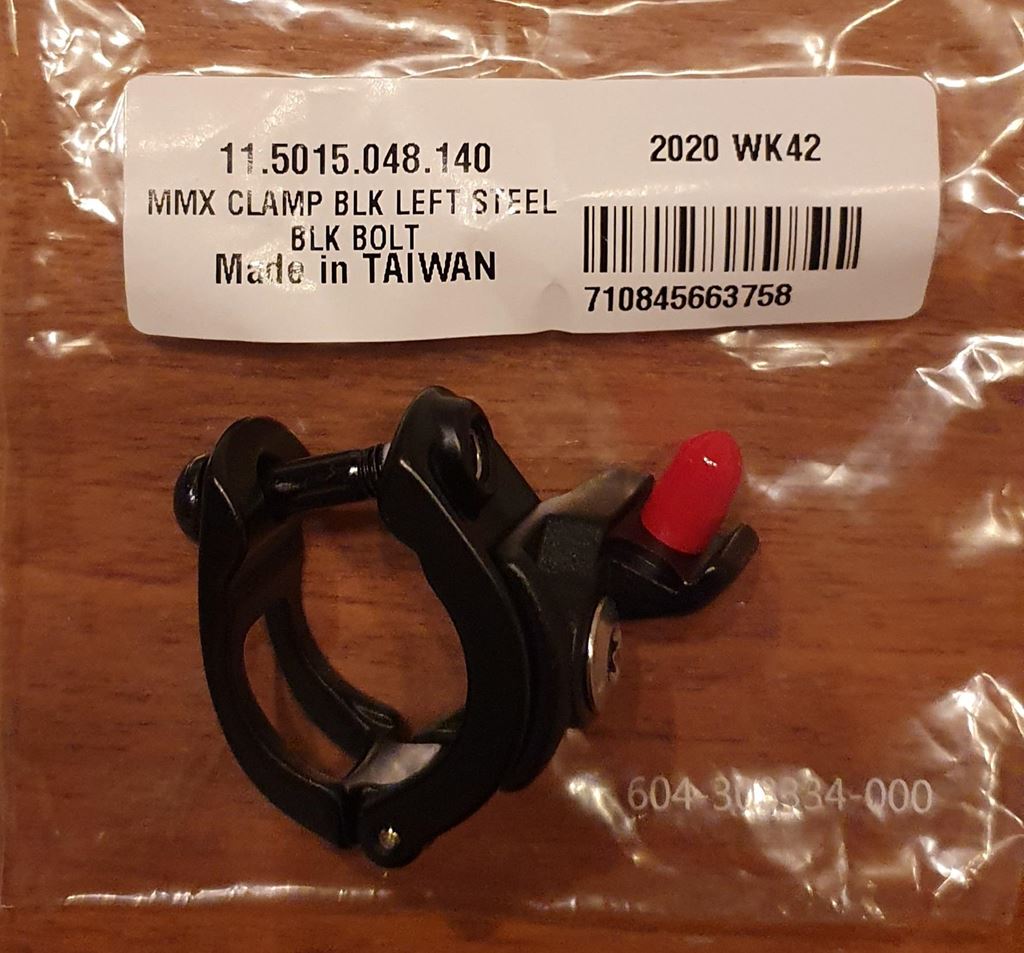 11.5015.048.140
MMX CLAMP BLK LEFT STEEL
BLK BOLT
Made in TAIWAN
2020 WK42
710845663758